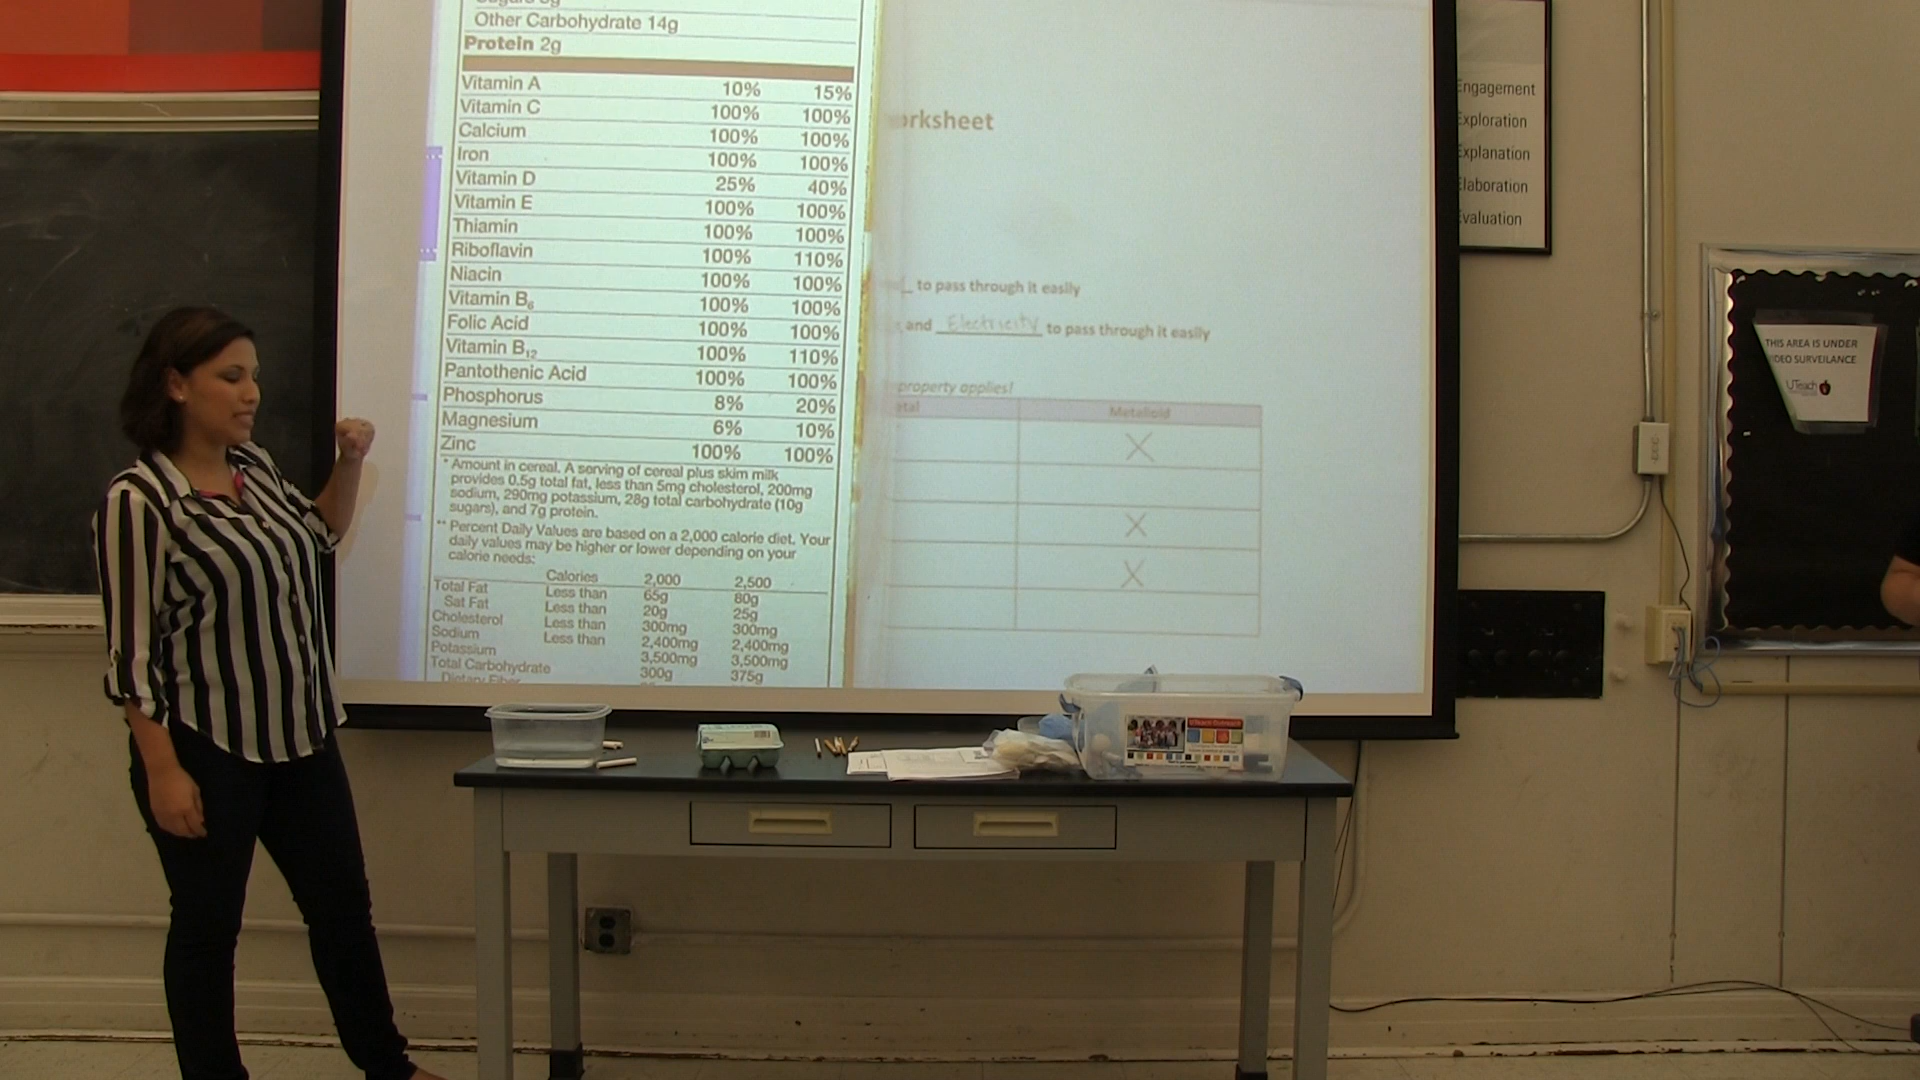 Other Carbohydrate 14g
Protein 2g
Vitamin A 10% 15%
Vitamin C 100% 100%
Calcium 100% 100%
Iron 100% 100%
Vitamin D 25% 40%
Vitamin E 100% 100%
Thiamin 100% 100%
Riboflavin 100% 110%
Niacin 100% 100%
Vitamin B6 100% 100%
Folic Acid 100% 100%
Vitamin B12 100% 110%
Pantothenic Acid 100% 100%
Phosphorus 8% 20%
Magnesium 6% 10%
Zinc 100% 100%
* Amount in cereal. A serving of cereal plus skim milk
provides 0.5g total fat, less than 5mg cholesterol, 200mg
sodium, 290mg potassium, 28g total carbohydrate (10g
sugars), and 7g protein.
** Percent Daily Values are based on a 2,000 calorie diet. Your
daily values may be higher or lower depending on your
calorie needs:
Calories 2,000 2,500
Total Fat Less than 65g 80g
Sat Fat Less than 20g 25g
Cholesterol Less than 300mg 300mg
Sodium Less than 2,400mg 2,400mg
Potassium 3,500mg 3,500mg
Total Carbohydrate 300g 375g
Dietary Fiber
orksheet
to pass through it easily
and Electricity to pass through it easily
property applies!
etal Metalloid
X
X
X
Engagement
Exploration
Explanation
Elaboration
Evaluation
THIS AREA IS UNDER
DEO SURVEILANCE
UTeach
UTeach Outreach